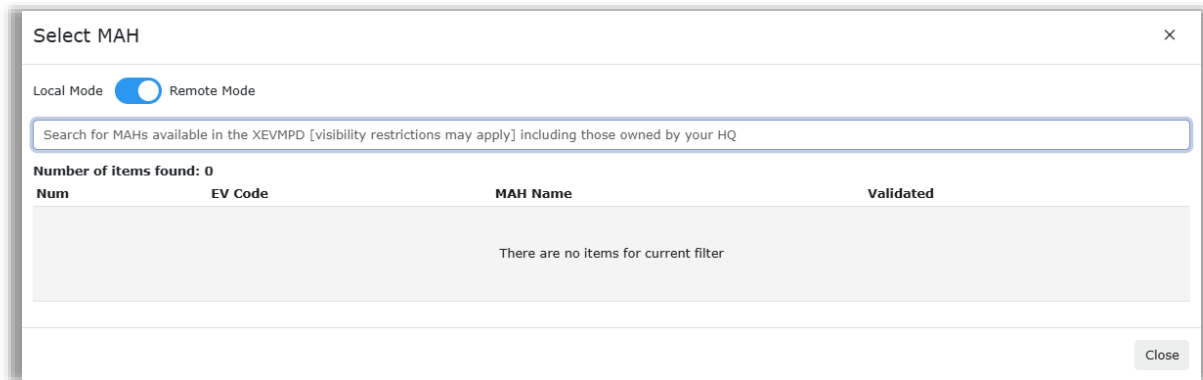 Select MAH ×
Local Mode Remote Mode
Search for MAHs available in the XEVMPD [visibility restrictions may apply] including those owned by your HQ
Number of items found: 0
Num EV Code MAH Name Validated
There are no items for current filter
Close